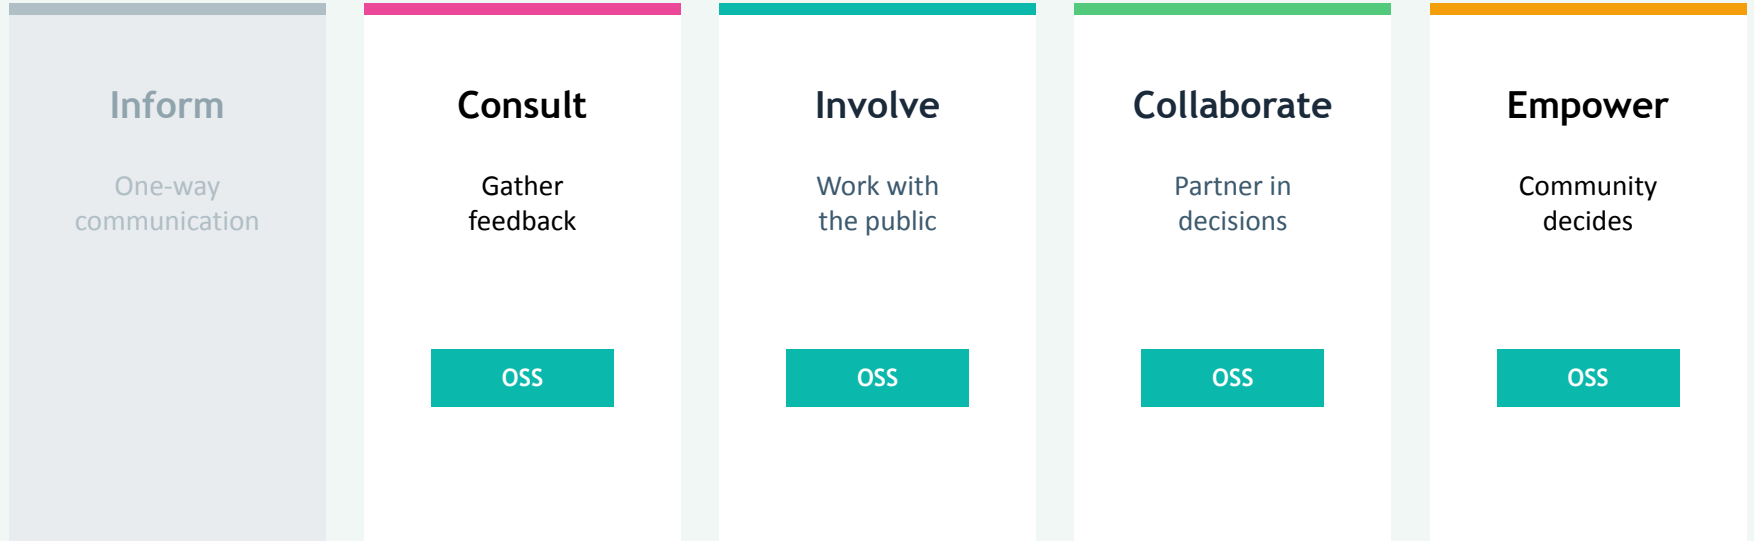 Inform
One-way
communication
Consult
Gather
feedback
OSS
Involve
Work with
the public
OSS
Collaborate
Partner in
decisions
OSS
Empower
Community
decides
OSS